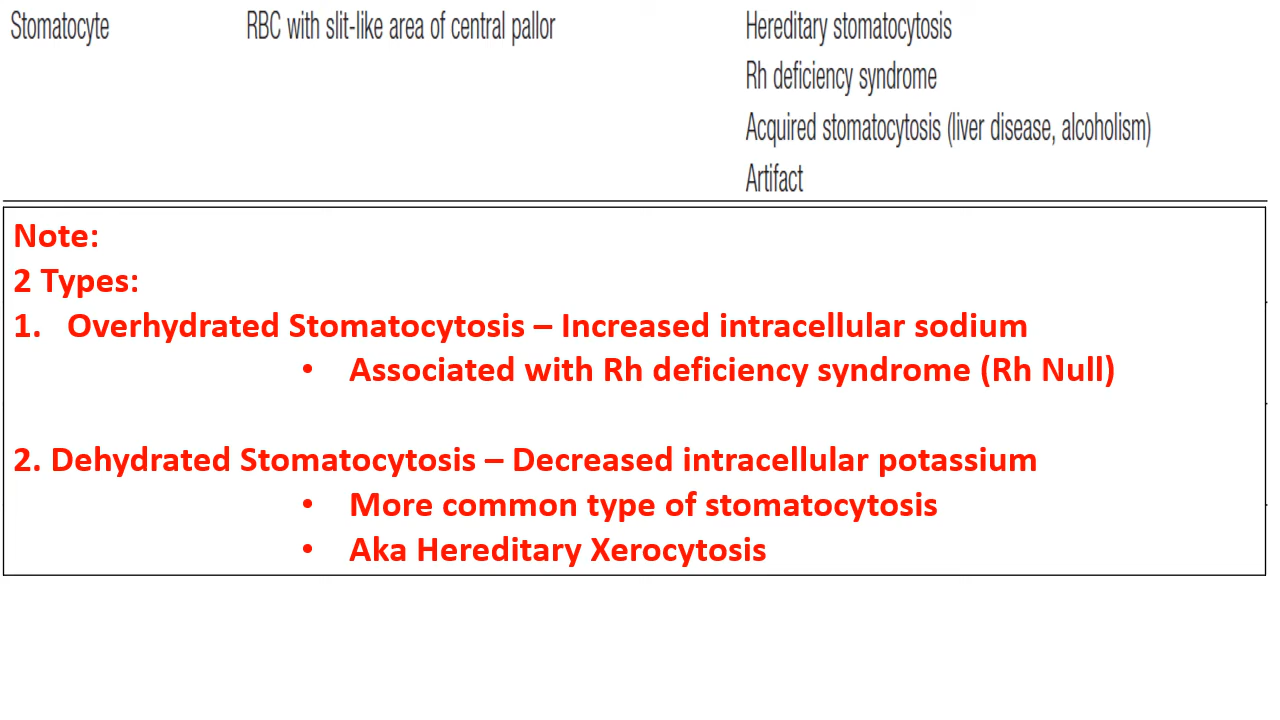 Stomatocyte RBC with slit-like area of central pallor Hereditary stomatocytosis
Rh deficiency syndrome
Acquired stomatocytosis (liver disease, alcoholism)
Artifact
Note:
2 Types:
1. Overhydrated Stomatocytosis – Increased intracellular sodium
• Associated with Rh deficiency syndrome (Rh Null)
2. Dehydrated Stomatocytosis – Decreased intracellular potassium
• More common type of stomatocytosis
• Aka Hereditary Xerocytosis